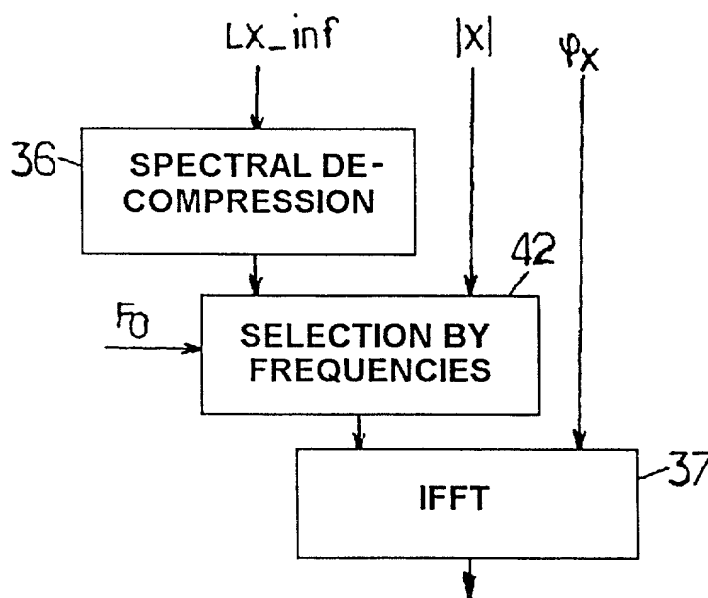 LX_inf
|X|
φX
36
SPECTRAL DE-
COMPRESSION
42
F0
SELECTION BY
FREQUENCIES
37
IFFT